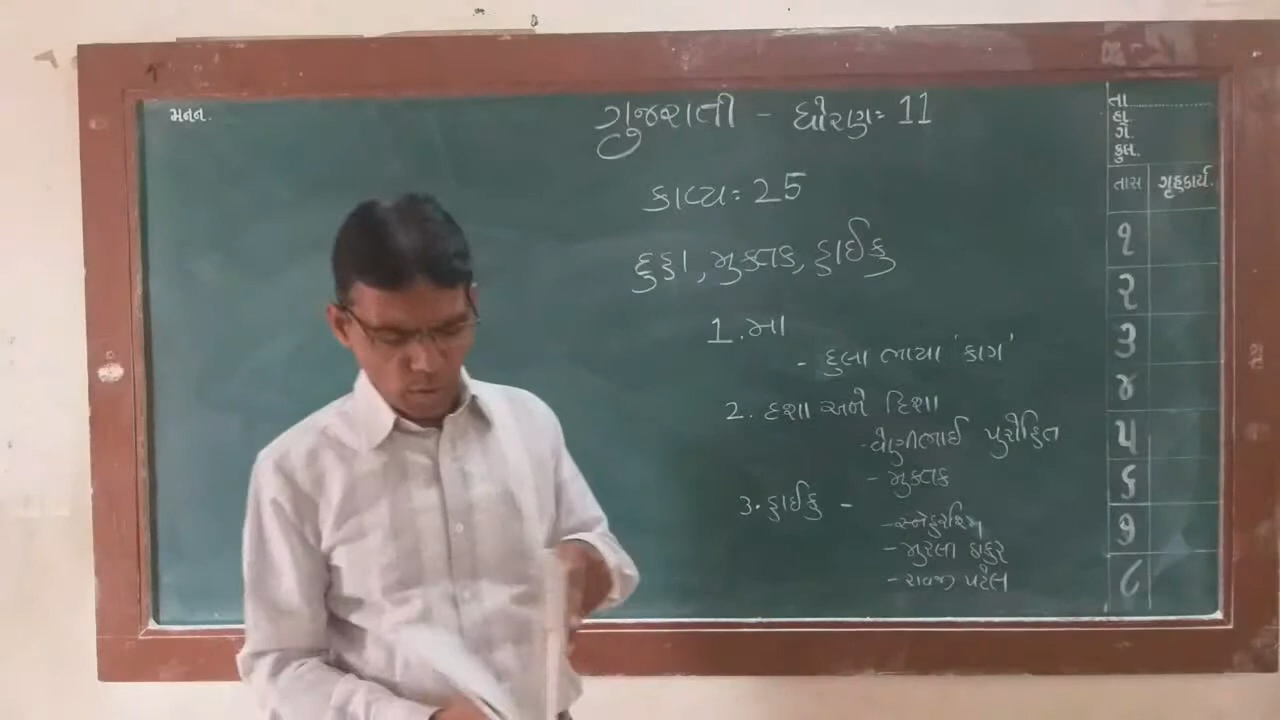 મનન.
ગુજરાતી - ધોરણ: 11
કાવ્ય: 25
દુહા, મુક્તક, હાઈકુ
1. મા
- દુલા ભાયા 'કાગ'
2. દશા અને દિશા
- વેણીભાઈ પુરોહિત
- મુક્તક
3. હાઈકુ -
- સ્નેહરશ્મિ
- મુરલી ઠાકુર
- રાવજી પટેલ
તા..............
હા.
ગે.
કુલ.
તાસ ગૃહકાર્ય.
૧
૨
૩
૪
૫
૬
૭
૮